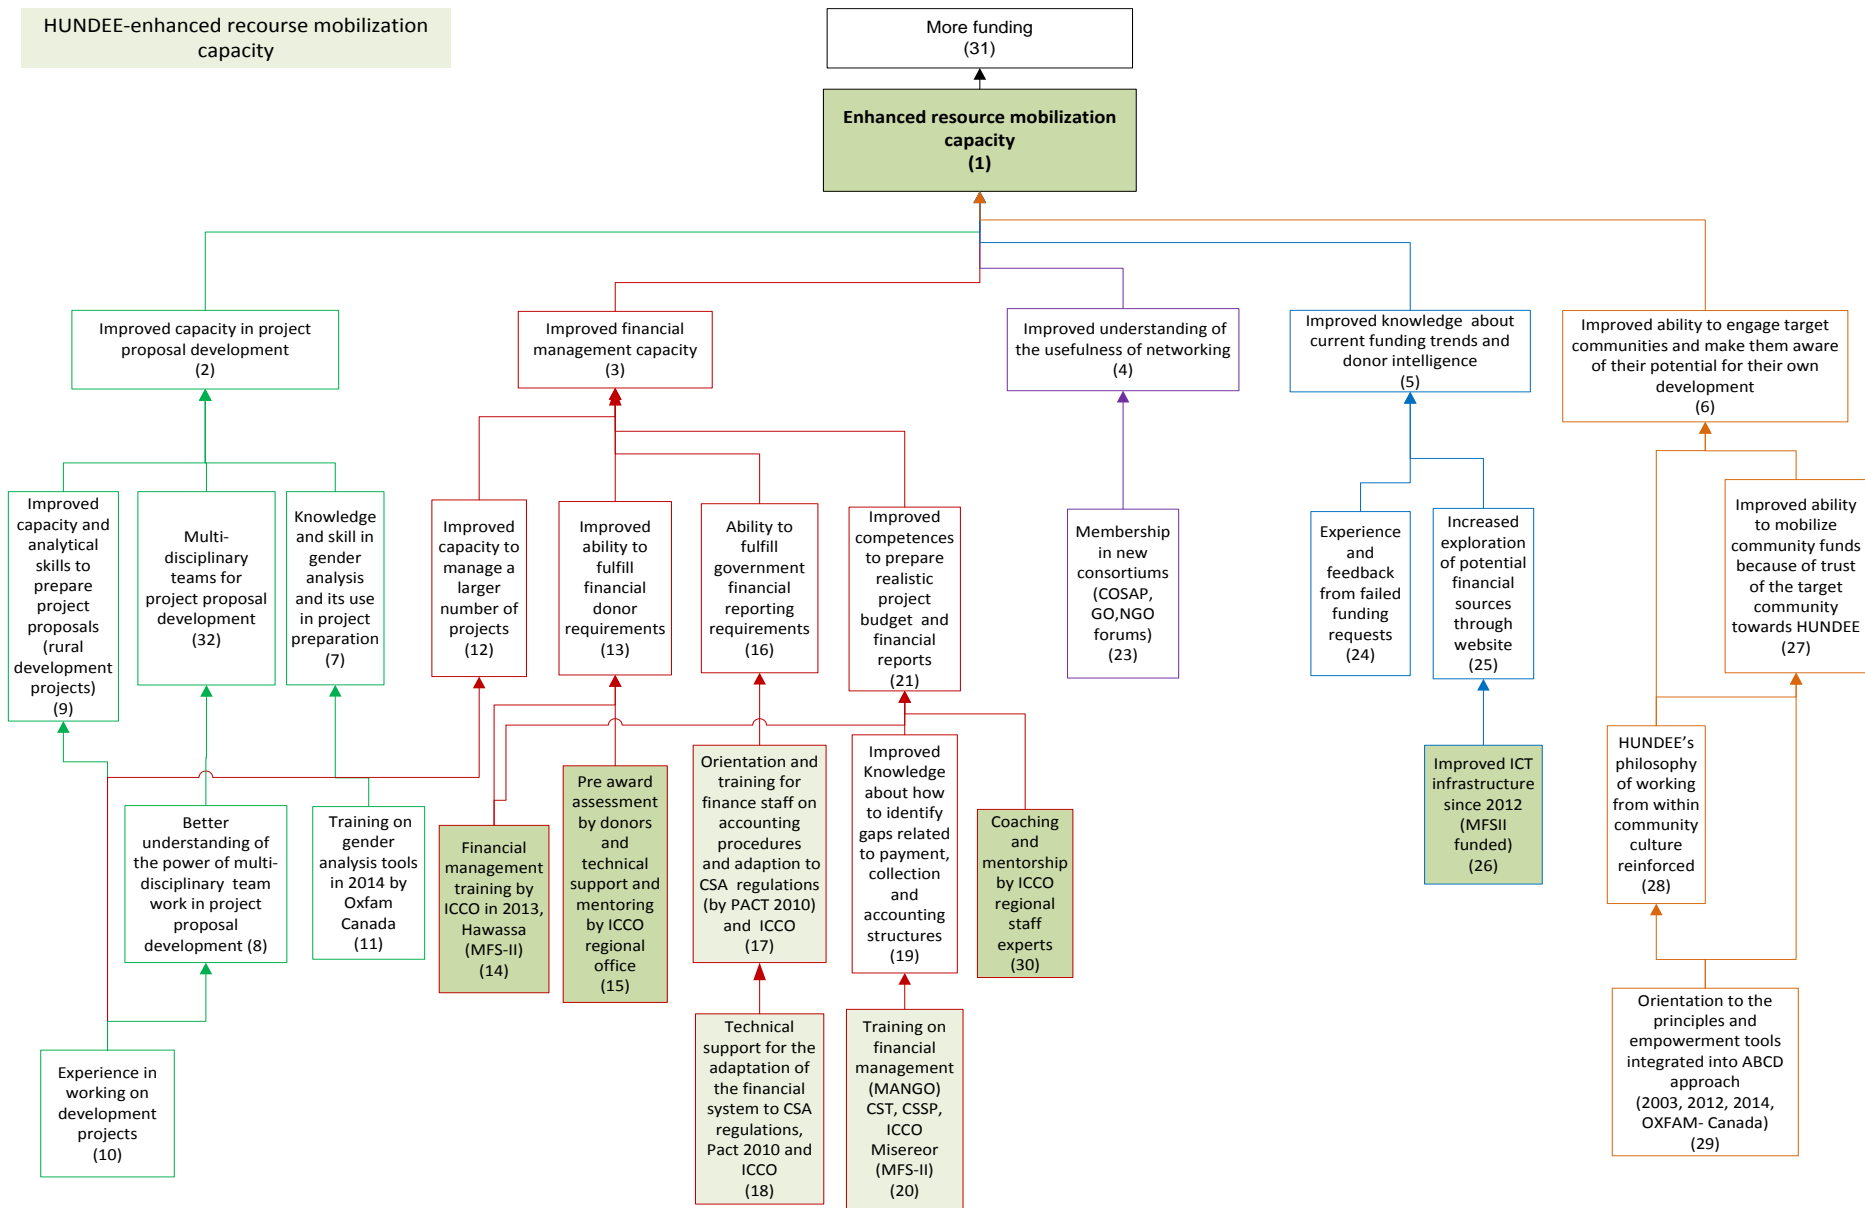 HUNDEE-enhanced recourse mobilization
capacity
More funding
(31)
Enhanced resource mobilization
capacity
(1)
Improved capacity in project
proposal development
(2)
Improved financial
management capacity
(3)
Improved understanding of
the usefulness of networking
(4)
Improved knowledge about
current funding trends and
donor intelligence
(5)
Improved ability to engage target
communities and make them aware
of their potential for their own
development
(6)
Improved
capacity and
analytical
skills to
prepare
project
proposals
(rural
development
projects)
(9)
Multi-
disciplinary
teams for
project proposal
development
(32)
Knowledge
and skill in
gender
analysis
and its use
in project
preparation
(7)
Improved
capacity to
manage a
larger
number of
projects
(12)
Improved
ability to
fulfill
financial
donor
requirements
(13)
Ability to
fulfill
government
financial
reporting
requirements
(16)
Improved
competences
to prepare
realistic
project
budget and
financial
reports
(21)
Membership
in new
consortiums
(COSAP,
GO,NGO
forums)
(23)
Experience
and
feedback
from failed
funding
requests
(24)
Increased
exploration
of potential
financial
sources
through
website
(25)
Improved ability
to mobilize
community funds
because of trust
of the target
community
towards HUNDEE
(27)
Better
understanding of
the power of multi-
disciplinary team
work in project
proposal
development (8)
Training on
gender
analysis tools
in 2014 by
Oxfam
Canada
(11)
Financial
management
training by
ICCO in 2013,
Hawassa
(MFS-II)
(14)
Pre award
assessment
by donors
and
technical
support and
mentoring
by ICCO
regional
office
(15)
Orientation and
training for
finance staff on
accounting
procedures
and adaption to
CSA regulations
(by PACT 2010)
and ICCO
(17)
Improved
Knowledge
about how
to identify
gaps related
to payment,
collection
and
accounting
structures
(19)
Coaching
and
mentorship
by ICCO
regional
staff
experts
(30)
Improved ICT
infrastructure
since 2012
(MFSII
funded)
(26)
HUNDEE’s
philosophy
of working
from within
community
culture
reinforced
(28)
Experience in
working on
development
projects
(10)
Technical
support for the
adaptation of
the financial
system to CSA
regulations,
Pact 2010 and
ICCO
(18)
Training on
financial
management
(MANGO)
CST, CSSP,
ICCO
Misereor
(MFS-II)
(20)
Orientation to the
principles and
empowerment tools
integrated into ABCD
approach
(2003, 2012, 2014,
OXFAM- Canada)
(29)